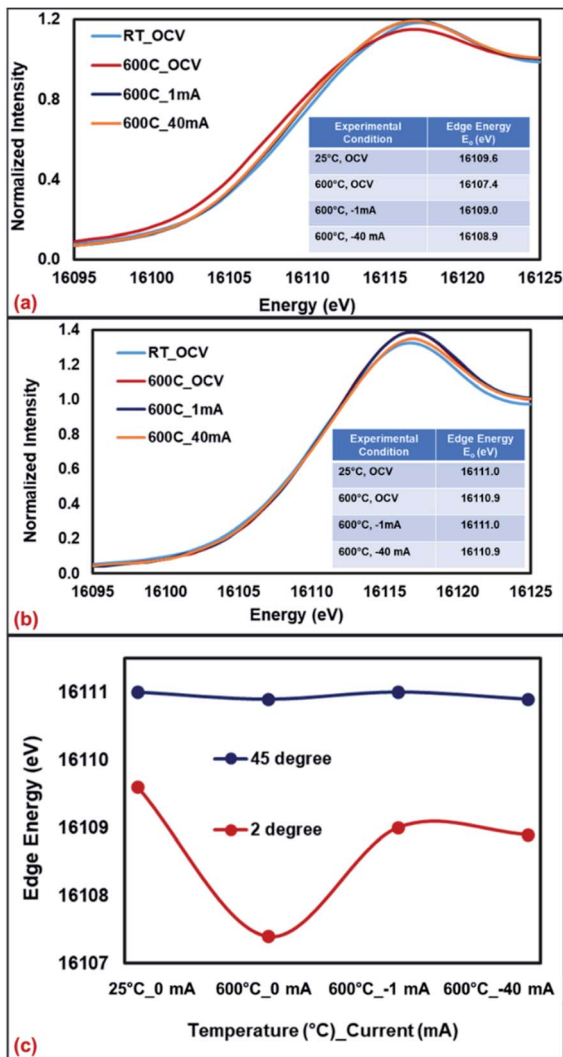 1.2
0.8
0.4
0.0
Normalized Intensity
RT_OCV
600C_OCV
600C_1mA
600C_40mA
Experimental Condition Edge Energy E₀ (eV)
25°C, OCV 16109.6
600°C, OCV 16107.4
600°C, -1mA 16109.0
600°C, -40 mA 16108.9
16095 16100 16105 16110 16115 16120 16125
Energy (eV)
(a)
1.4
1.2
1.0
0.8
0.6
0.4
0.2
0.0
Normalized Intensity
RT_OCV
600C_OCV
600C_1mA
600C_40mA
Experimental Condition Edge Energy E₀ (eV)
25°C, OCV 16111.0
600°C, OCV 16110.9
600°C, -1mA 16111.0
600°C, -40 mA 16110.9
16095 16100 16105 16110 16115 16120 16125
Energy (eV)
(b)
16111
16110
16109
16108
16107
Edge Energy (eV)
45 degree
2 degree
25°C_0 mA 600°C_0 mA 600°C_-1 mA 600°C_-40 mA
Temperature (°C)_Current (mA)
(c)